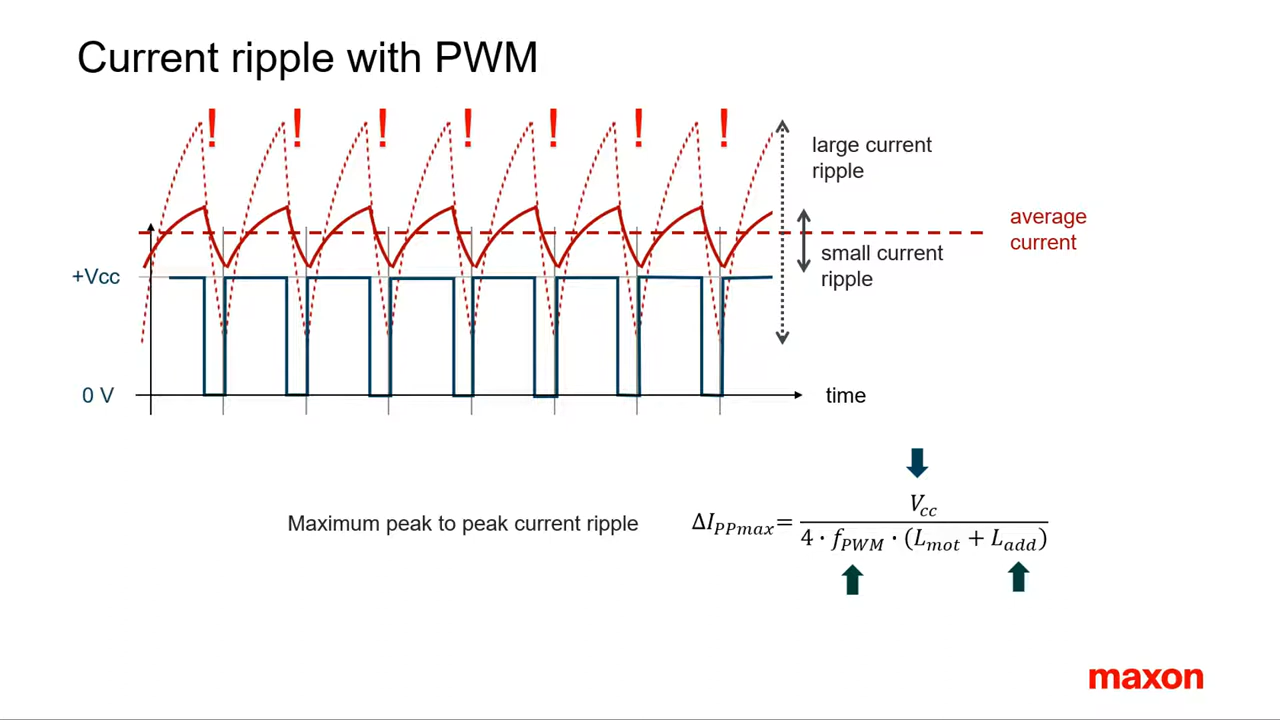 Current ripple with PWM
! ! ! ! ! ! !
large current
ripple
average
current
small current
ripple
+Vcc
0 V
time
Maximum peak to peak current ripple
ΔI_PPmax = V_cc / (4 · f_PWM · (L_mot + L_add))
maxon